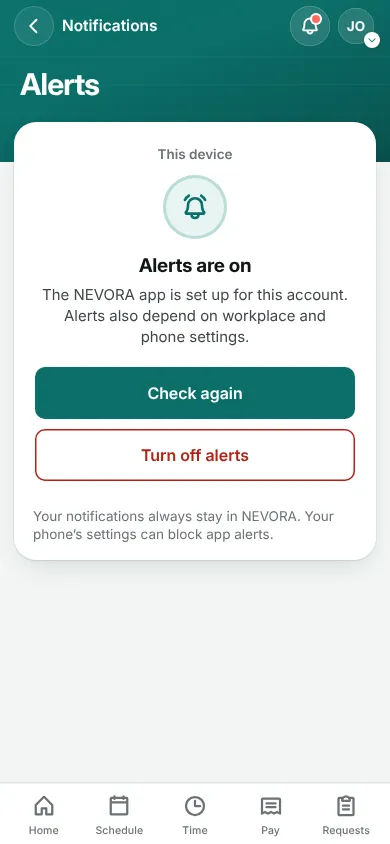 Notifications
JO
Alerts
This device
Alerts are on
The NEVORA app is set up for this account.
Alerts also depend on workplace and
phone settings.
Check again
Turn off alerts
Your notifications always stay in NEVORA. Your
phone's settings can block app alerts.
Home
Schedule
Time
Pay
Requests